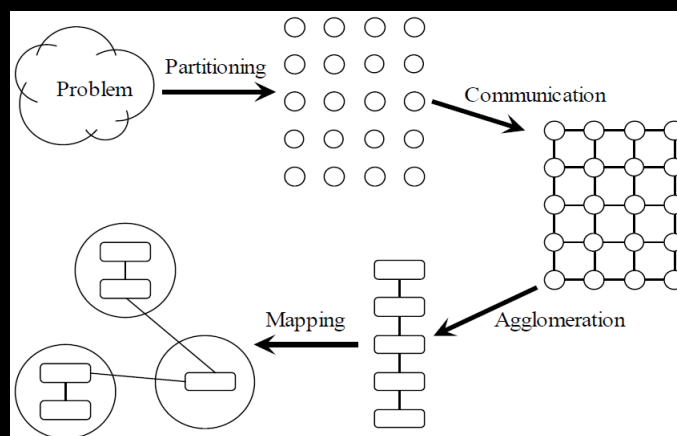 Problem
Partitioning
Communication
Agglomeration
Mapping